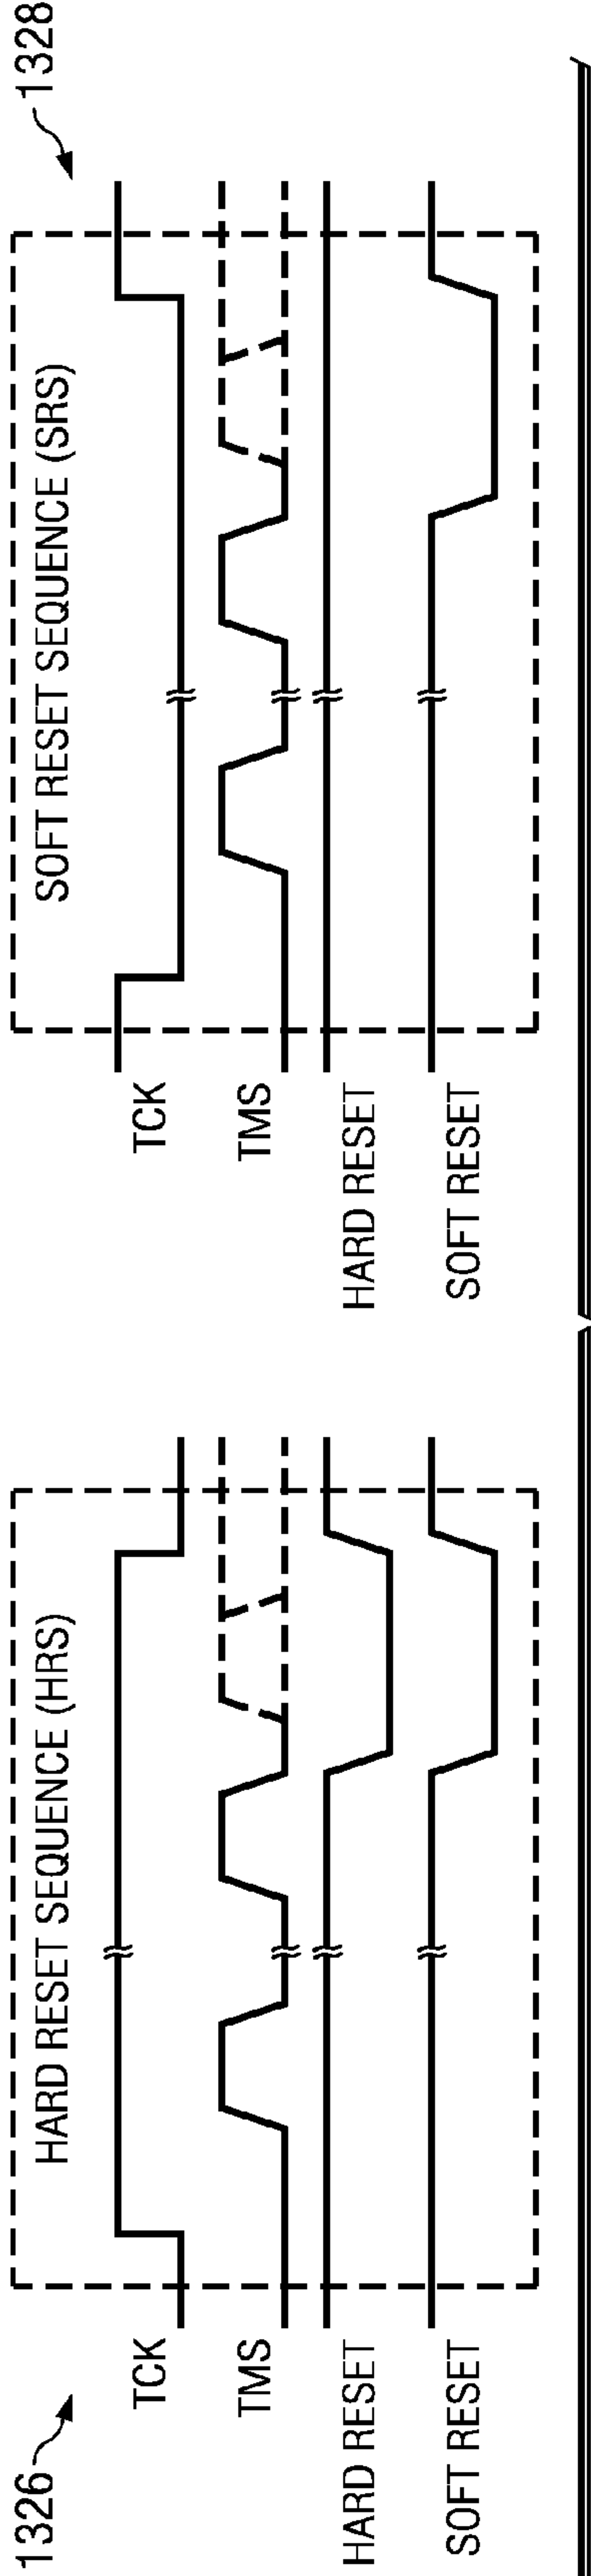 1326
HARD RESET SEQUENCE (HRS)
TCK
TMS
HARD RESET
SOFT RESET
1328
SOFT RESET SEQUENCE (SRS)
TCK
TMS
HARD RESET
SOFT RESET